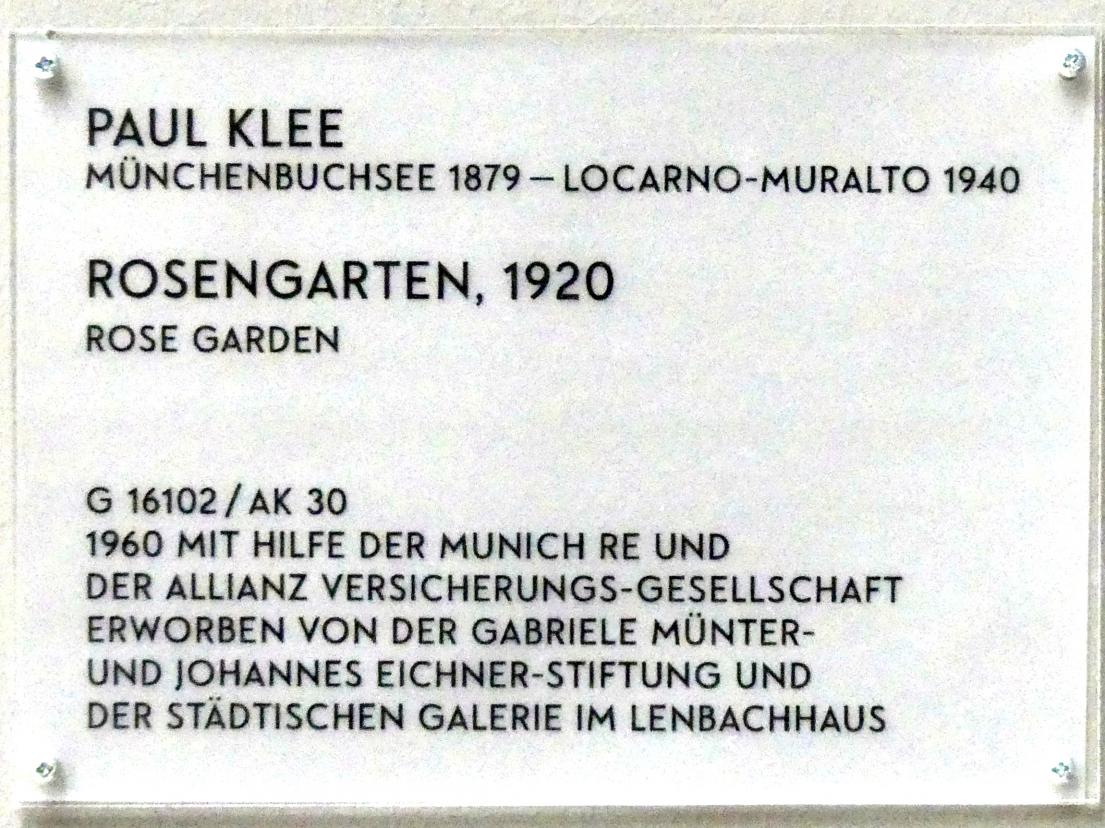 PAUL KLEE
MÜNCHENBUCHSEE 1879 – LOCARNO-MURALTO 1940
ROSENGARTEN, 1920
ROSE GARDEN
G 16102 / AK 30
1960 MIT HILFE DER MUNICH RE UND
DER ALLIANZ VERSICHERUNGS-GESELLSCHAFT
ERWORBEN VON DER GABRIELE MÜNTER-
UND JOHANNES EICHNER-STIFTUNG UND
DER STÄDTISCHEN GALERIE IM LENBACHHAUS